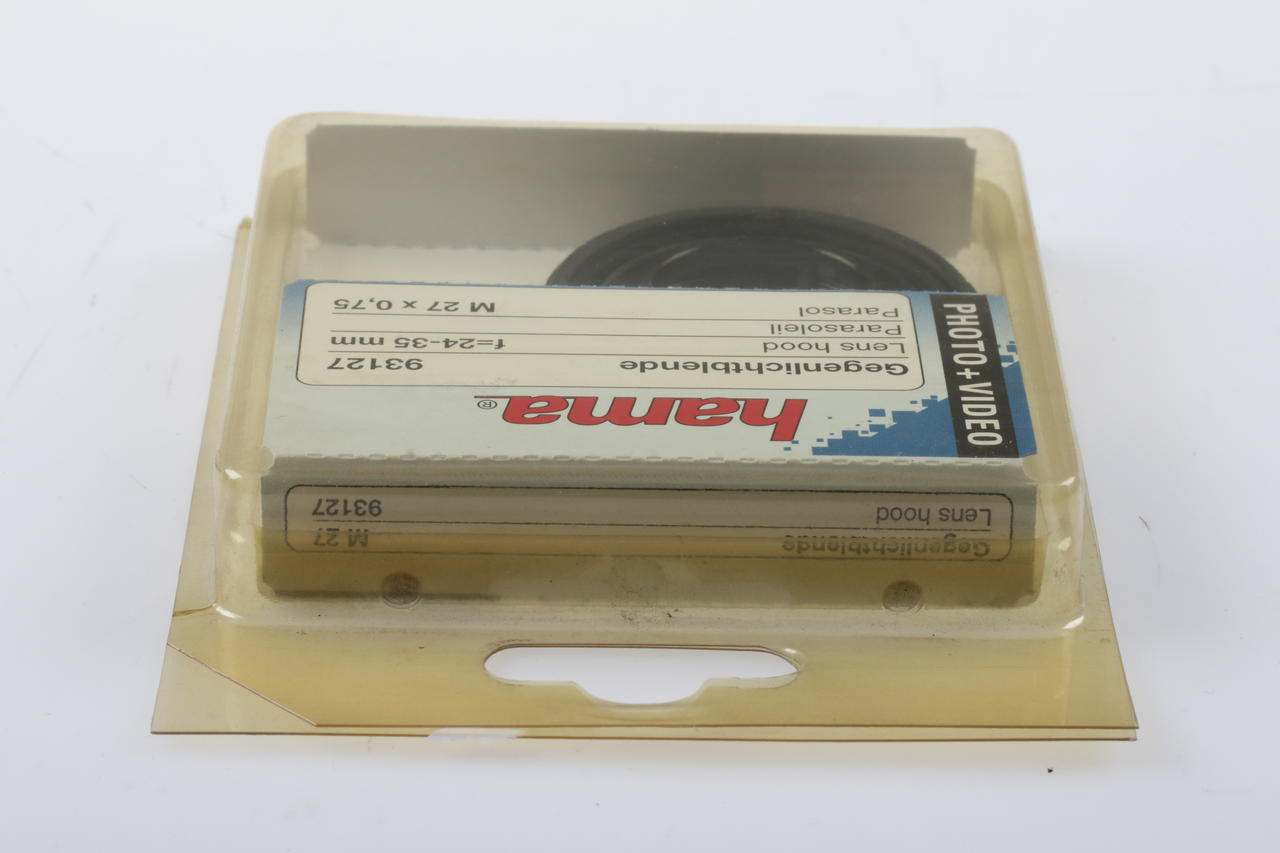 PHOTO+VIDEO
hama®
Gegenlichtblende 93127
Lens hood f=24-35 mm
Parasoleil
Parasol M 27 x 0,75
Gegenlichtblende M 27
Lens hood 93127